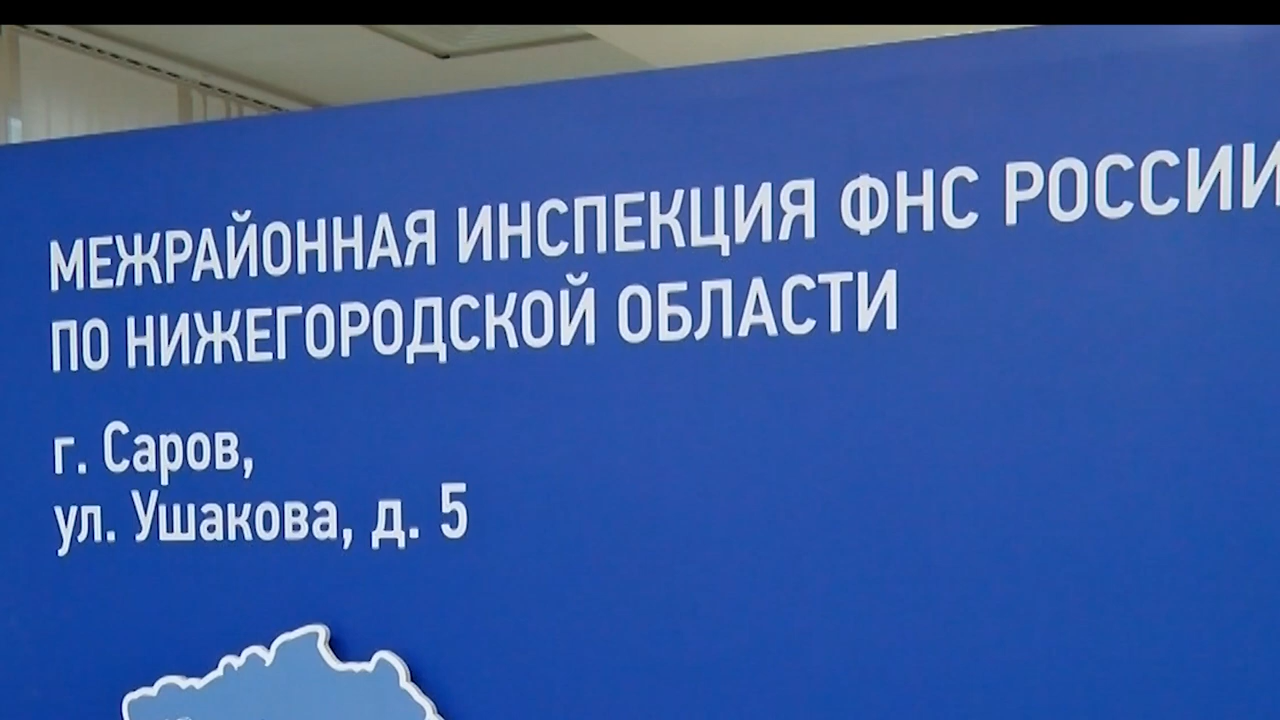 МЕЖРАЙОННАЯ ИНСПЕКЦИЯ ФНС РОССИИ
ПО НИЖЕГОРОДСКОЙ ОБЛАСТИ
г. Саров,
ул. Ушакова, д. 5